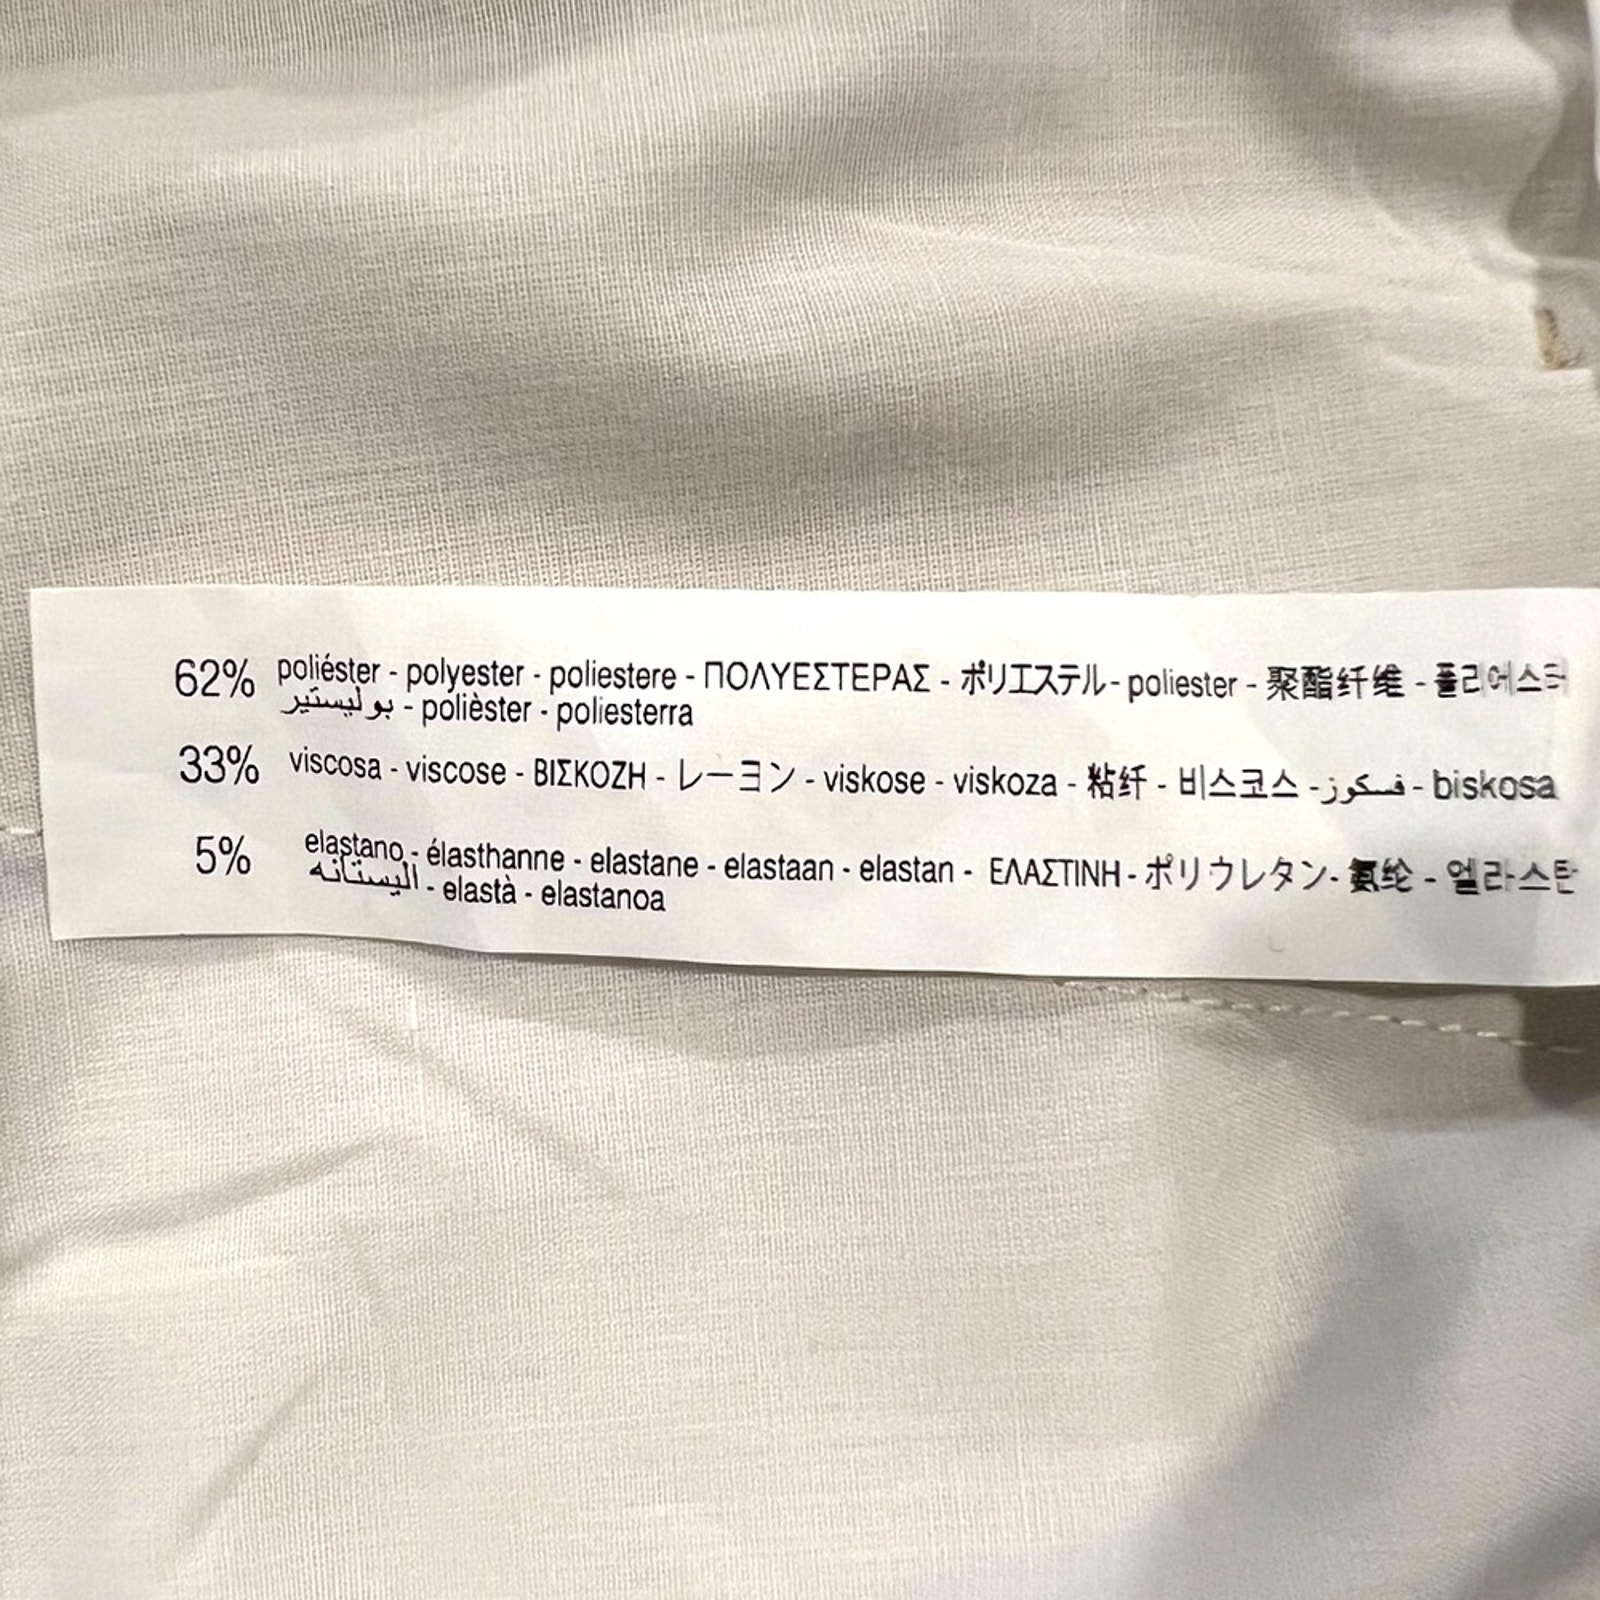 62% poliéster - polyester - poliestere - ΠΟΛΥΕΣΤΕΡΑΣ - ポリエステル - poliester - 聚酯纤维 - 폴리에스터
بوليستير - polièster - poliesterra
33% viscosa - viscose - ΒΙΣΚΟΖΗ - レーヨン - viskose - viskoza - 粘纤 - 비스코스 - فسكوز - biskosa
5% elastano - élasthanne - elastane - elastaan - elastan - ΕΛΑΣΤΙΝΗ - ポリウレタン - 氨纶 - 엘라스탄
اليستانه - elastà - elastanoa